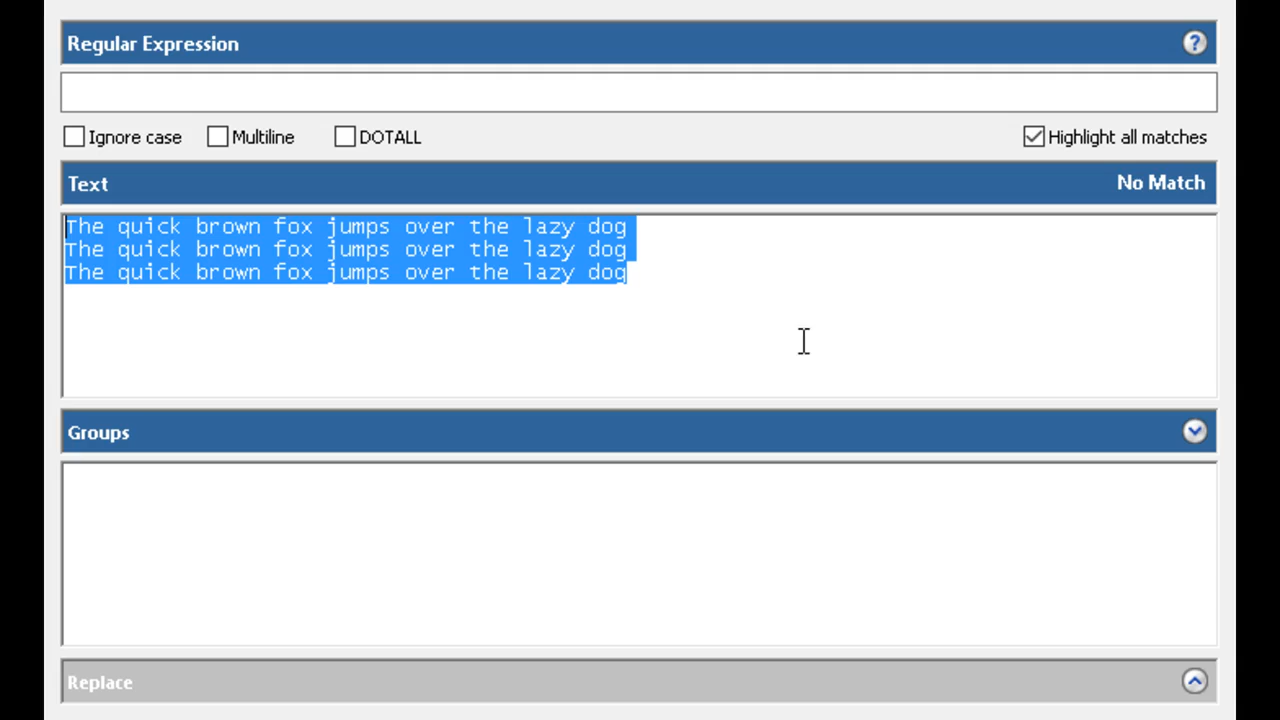 Regular Expression
Ignore case Multiline DOTALL Highlight all matches
Text No Match
The quick brown fox jumps over the lazy dog
The quick brown fox jumps over the lazy dog
The quick brown fox jumps over the lazy dog
Groups
Replace